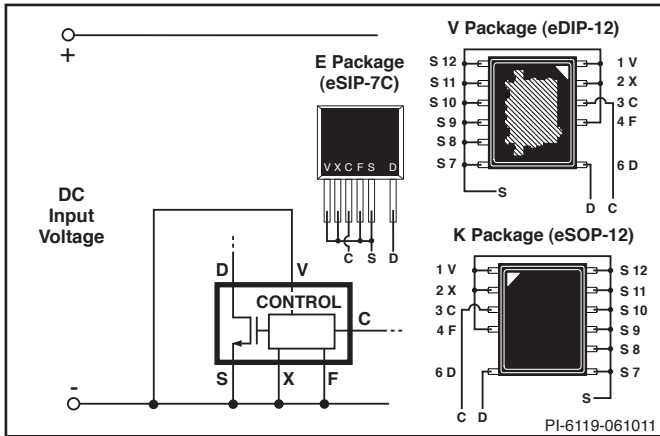 V Package (eDIP-12)
E Package
(eSIP-7C)
+
S 12
S 11
S 10
S 9
S 8
S 7
1 V
2 X
3 C
4 F
6 D
S
D
C
V X C F S D
C S D
DC
Input
Voltage
K Package (eSOP-12)
1 V
2 X
3 C
4 F
6 D
S 12
S 11
S 10
S 9
S 8
S 7
S
C D
D
V
CONTROL
C
S
X
F
-
PI-6119-061011